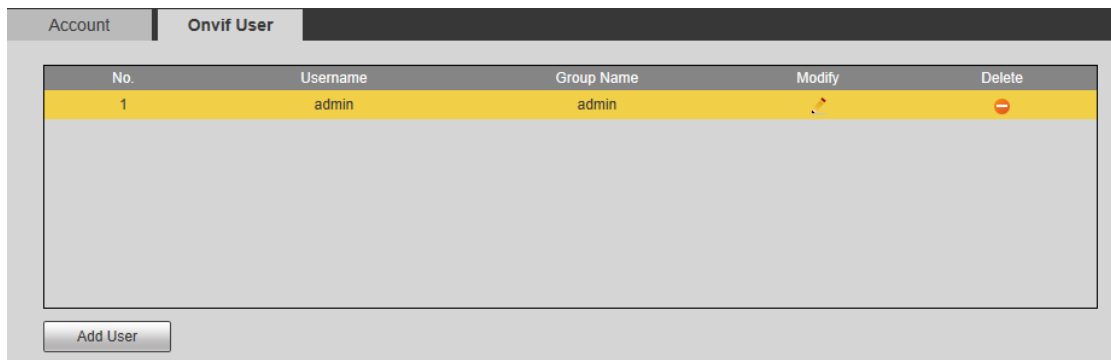 Account Onvif User
No. Username Group Name Modify Delete
1 admin admin
Add User